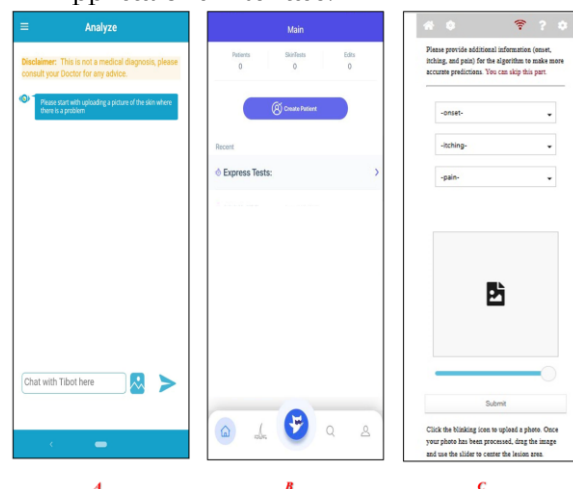 Analyze
Disclaimer: This is not a medical diagnosis, please
consult your Doctor for any advice.
Please start with uploading a picture of the skin where
there is a problem
Chat with Tibot here
A
Main
Patients
SkinTests
Edits
0
0
0
Create Patient
Recent
Express Tests:
B
Please provide additional information (onset,
itching, and pain) for the algorithm to make more
accurate predictions. You can skip this part.
-onset-
-itching-
-pain-
Submit
Click the blinking icon to upload a photo. Once
your photo has been processed, drag the image
and use the slider to center the lesion area.
C